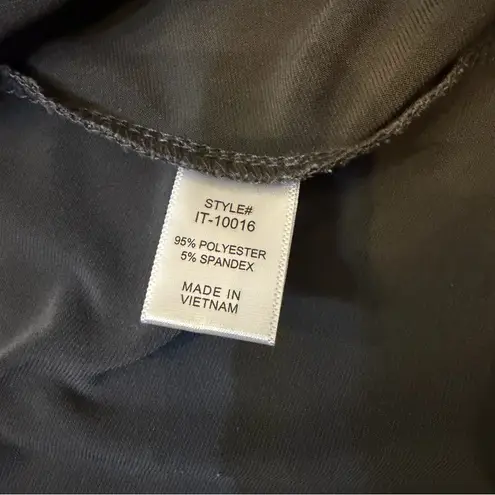 STYLE#
IT-10016
95% POLYESTER
5% SPANDEX
MADE IN
VIETNAM